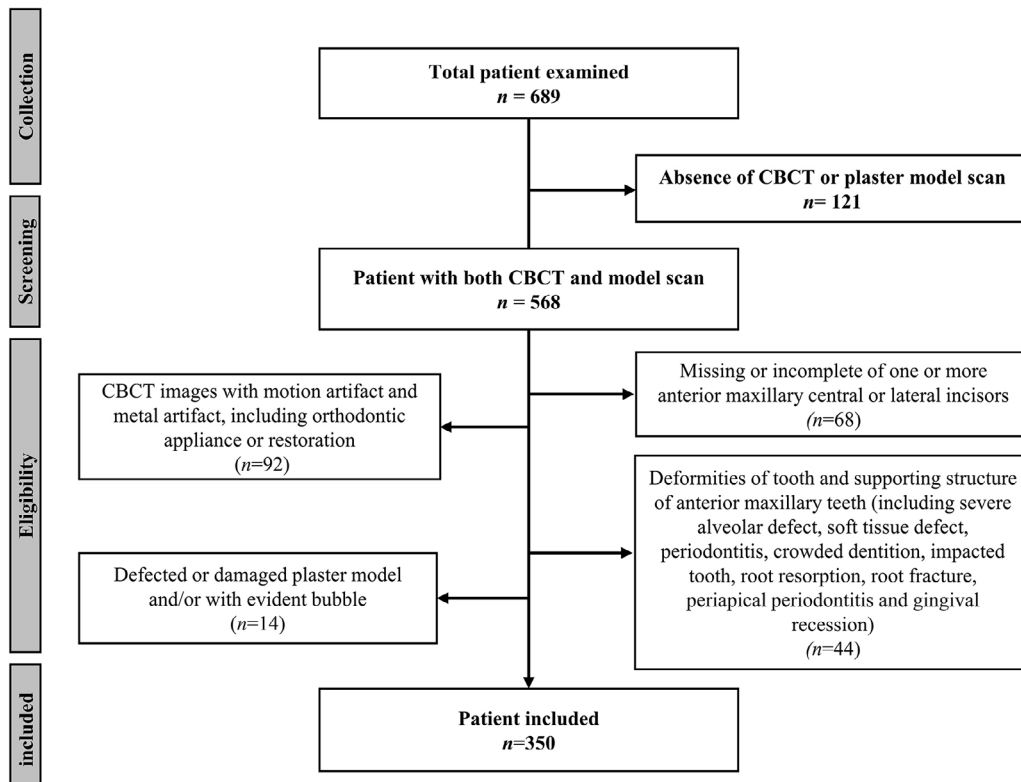 Collection
Total patient examined
n = 689
Absence of CBCT or plaster model scan
n= 121
Screening
Patient with both CBCT and model scan
n = 568
Eligibility
CBCT images with motion artifact and
metal artifact, including orthodontic
appliance or restoration
(n=92)
Missing or incomplete of one or more
anterior maxillary central or lateral incisors
(n=68)
Defected or damaged plaster model
and/or with evident bubble
(n=14)
Deformities of tooth and supporting structure
of anterior maxillary teeth (including severe
alveolar defect, soft tissue defect,
periodontitis, crowded dentition, impacted
tooth, root resorption, root fracture,
periapical periodontitis and gingival
recession)
(n=44)
included
Patient included
n=350